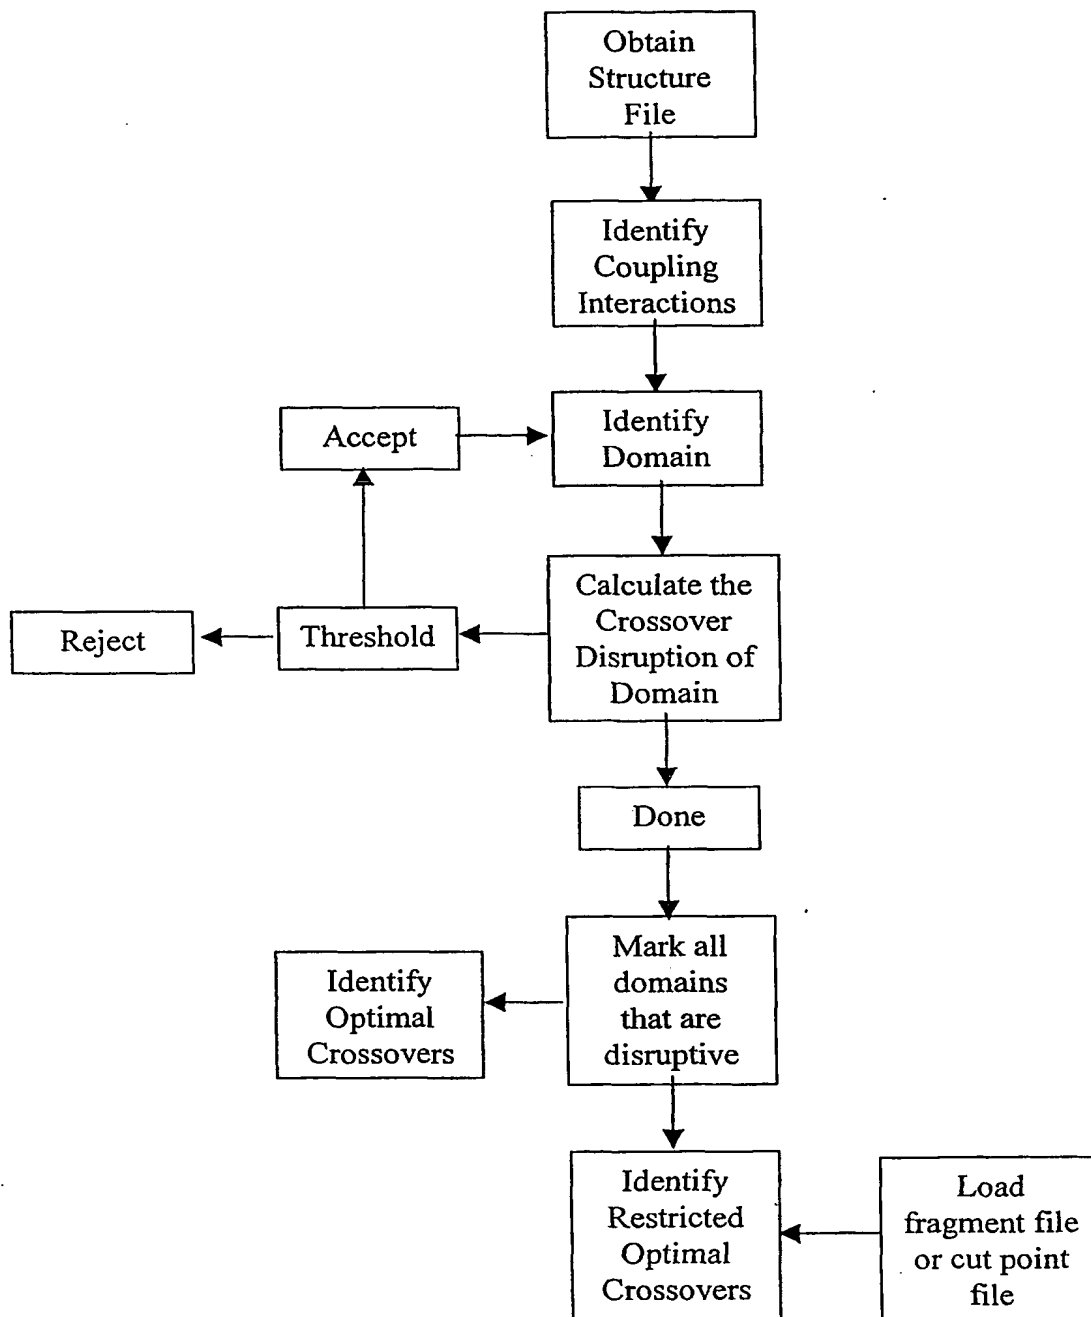 Obtain
Structure
File
Identify
Coupling
Interactions
Accept
Identify
Domain
Reject
Threshold
Calculate the
Crossover
Disruption of
Domain
Done
Identify
Optimal
Crossovers
Mark all
domains
that are
disruptive
Identify
Restricted
Optimal
Crossovers
Load
fragment file
or cut point
file